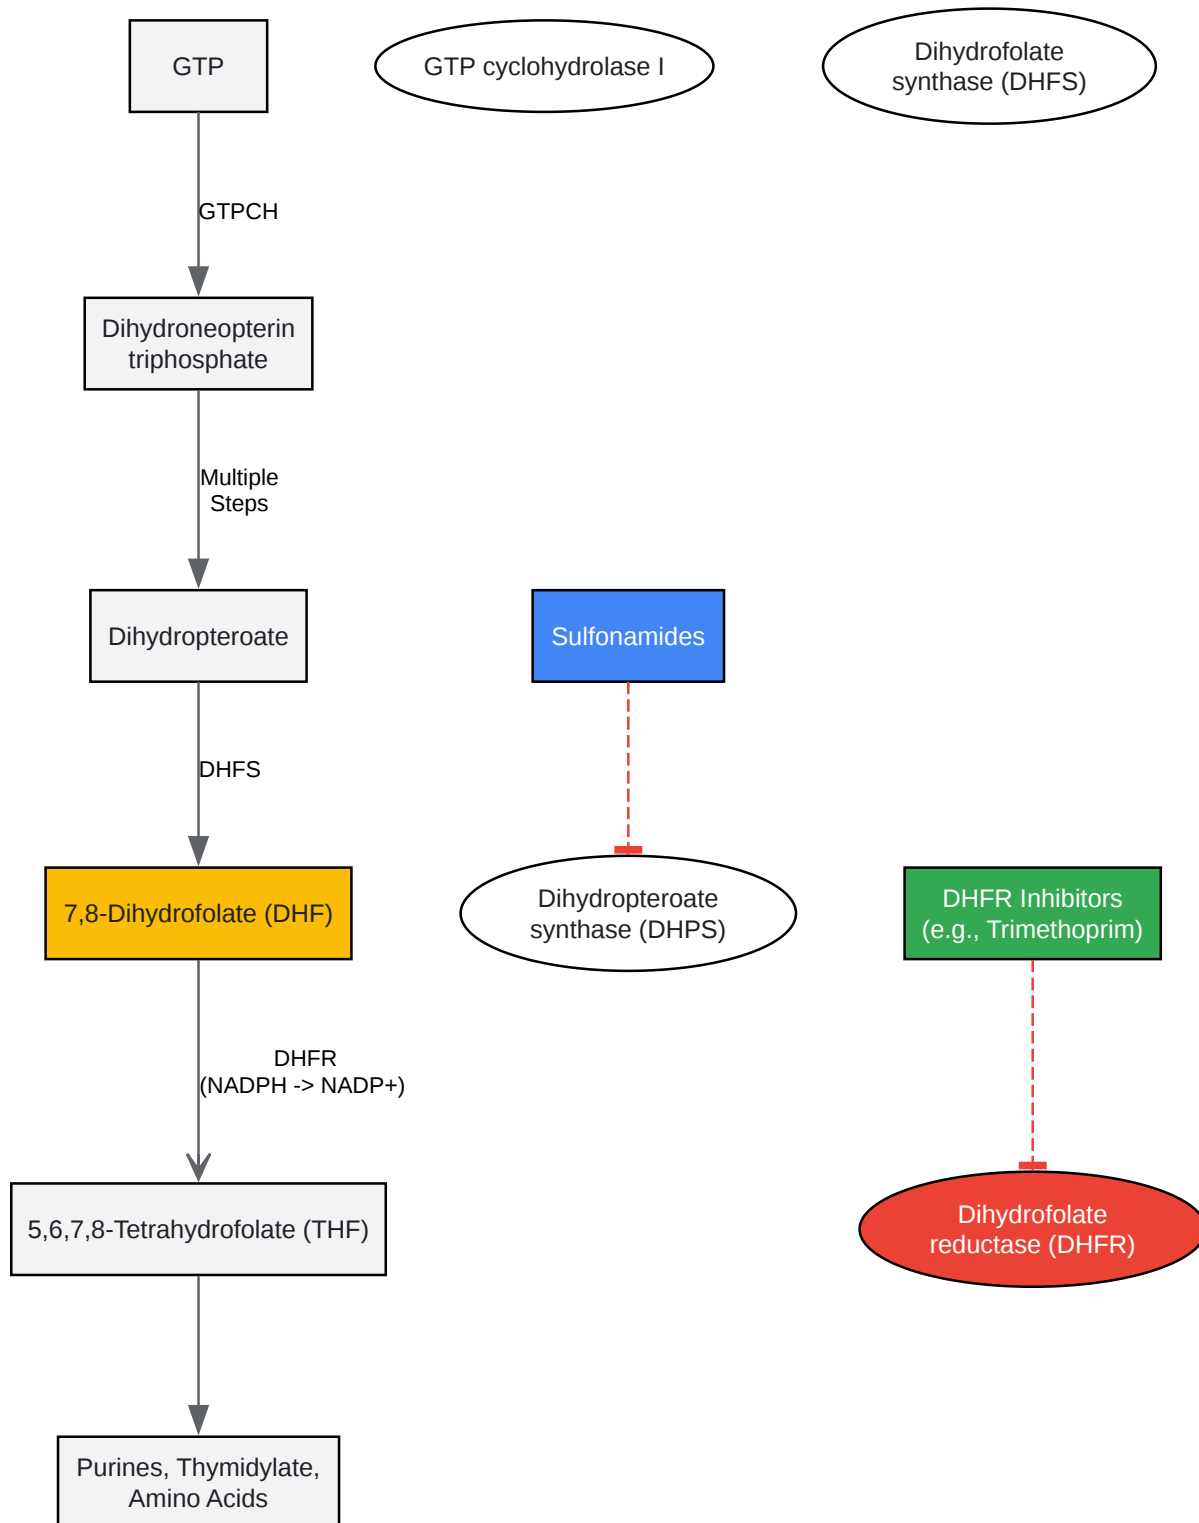 GTP
GTP cyclohydrolase I
Dihydrofolate
synthase (DHFS)
GTPCH
Dihydroneopterin
triphosphate
Multiple
Steps
Dihydropteroate
Sulfonamides
DHFS
7,8-Dihydrofolate (DHF)
Dihydropteroate
synthase (DHPS)
DHFR Inhibitors
(e.g., Trimethoprim)
DHFR
(NADPH -> NADP+)
5,6,7,8-Tetrahydrofolate (THF)
Dihydrofolate
reductase (DHFR)
Purines, Thymidylate,
Amino Acids